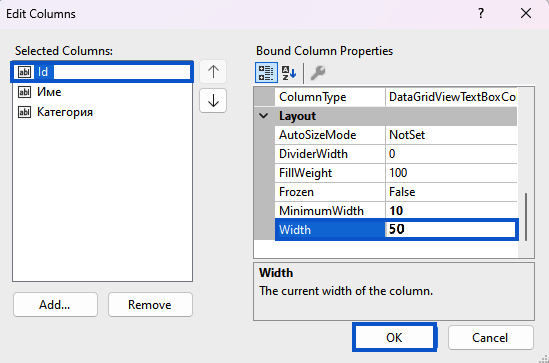 Edit Columns
Selected Columns:
Id
Име
Категория
Add...
Remove
Bound Column Properties
ColumnType DataGridViewTextBoxCo
Layout
AutoSizeMode NotSet
DividerWidth 0
FillWeight 100
Frozen False
MinimumWidth 10
Width 50
Width
The current width of the column.
OK
Cancel